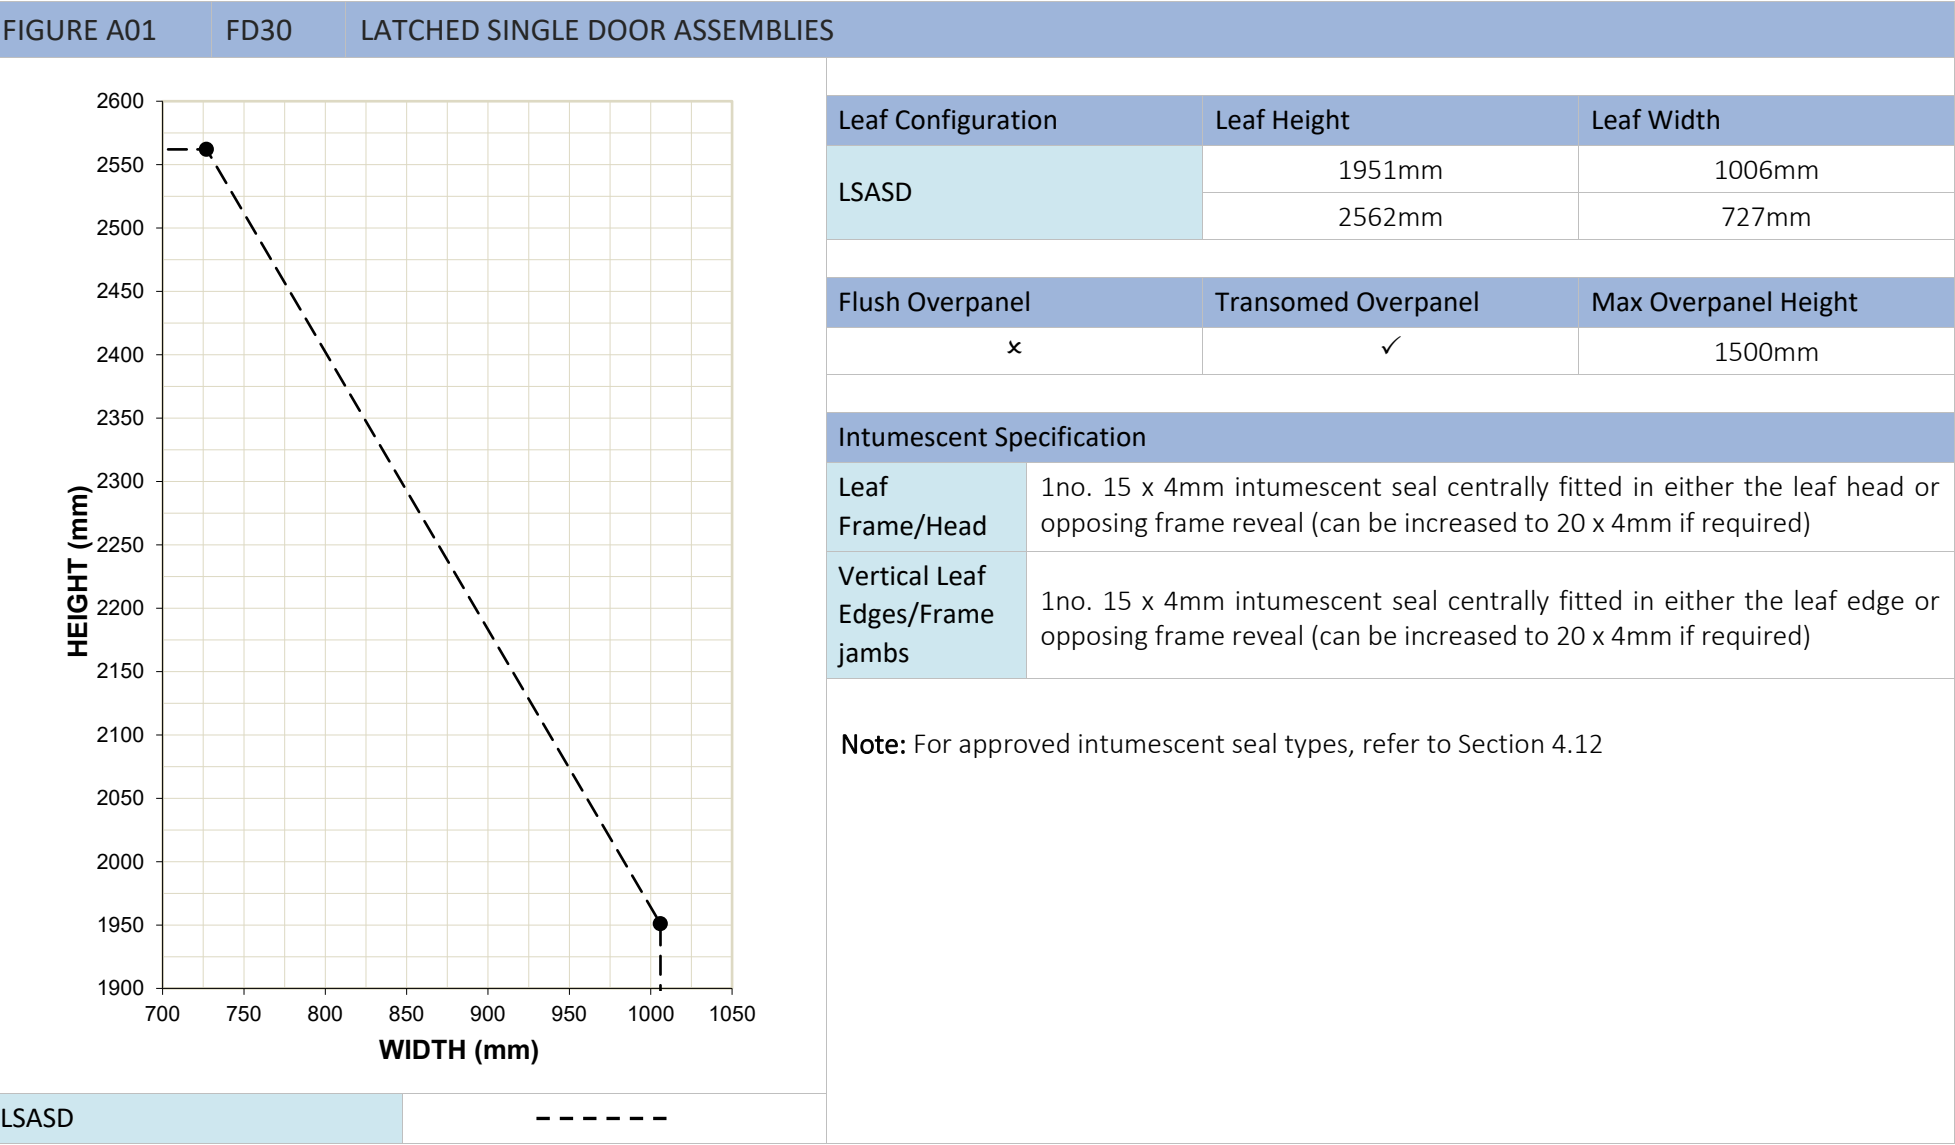 FIGURE A01 FD30 LATCHED SINGLE DOOR ASSEMBLIES
2600
2550
2500
2450
2400
2350
2300
2250
2200
2150
2100
2050
2000
1950
1900
HEIGHT (mm)
700 750 800 850 900 950 1000 1050
WIDTH (mm)
LSASD
Leaf Configuration Leaf Height Leaf Width
LSASD
1951mm 1006mm
2562mm 727mm
Flush Overpanel Transomed Overpanel Max Overpanel Height
× ✓ 1500mm
Intumescent Specification
Leaf
Frame/Head
1no. 15 x 4mm intumescent seal centrally fitted in either the leaf head or
opposing frame reveal (can be increased to 20 x 4mm if required)
Vertical Leaf
Edges/Frame
jambs
1no. 15 x 4mm intumescent seal centrally fitted in either the leaf edge or
opposing frame reveal (can be increased to 20 x 4mm if required)
Note: For approved intumescent seal types, refer to Section 4.12